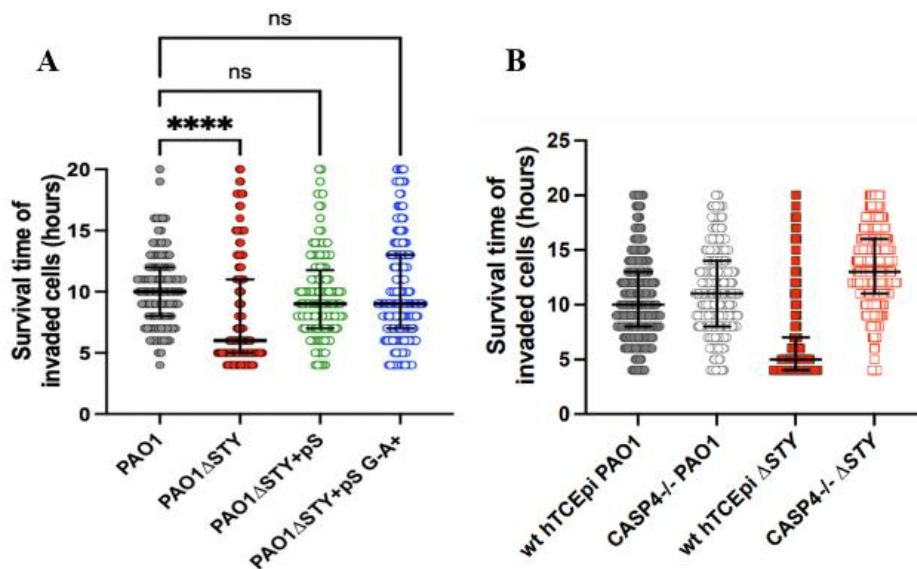 A
ns
ns
****
Survival time of
invaded cells (hours)
20
15
10
5
0
PAO1
PAO1ΔSTY
PAO1ΔSTY+pS
PAO1ΔSTY+pS G-A+
B
Survival time of
invaded cells (hours)
25
20
15
10
5
0
wt hTCEpi PAO1
CASP4-/- PAO1
wt hTCEpi ΔSTY
CASP4-/- ΔSTY